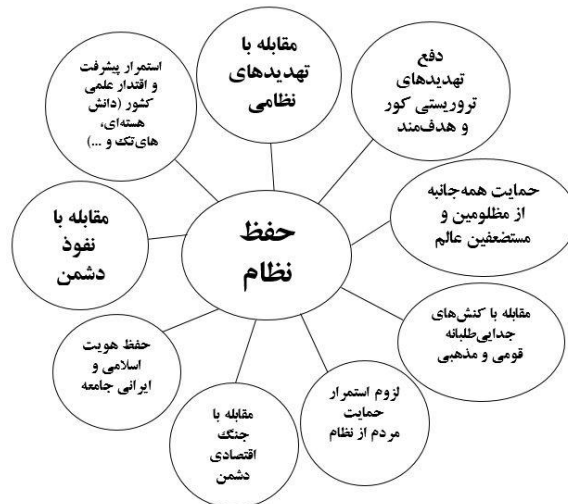 مقابله با
تهدیدهای
نظامی
دفع
تهدیدهای
تروریستی کور
و هدف‌مند
حمایت همه‌جانبه
از مظلومین و
مستضعفین عالم
مقابله با کنش‌های
جدایی‌طلبانه
قومی و مذهبی
لزوم استمرار
حمایت
مردم از نظام
مقابله با
جنگ
اقتصادی
دشمن
حفظ هویت
اسلامی و
ایرانی جامعه
مقابله با
نفوذ
دشمن
استمرار پیشرفت
و اقتدار علمی
کشور (دانش
هسته‌ای،
های‌تک و ...)
حفظ
نظام